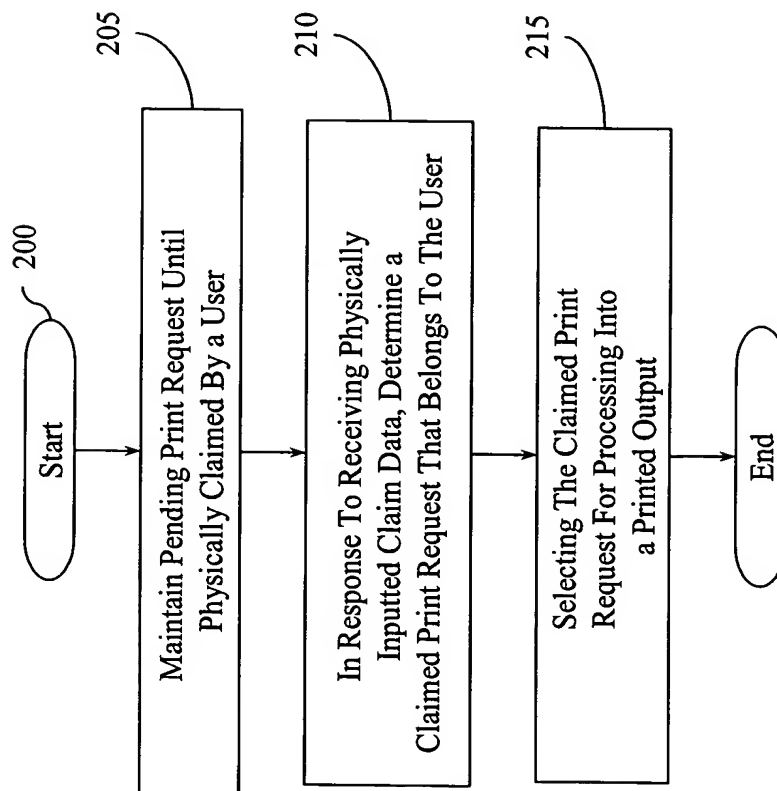 200
Start
205
Maintain Pending Print Request Until
Physically Claimed By a User
210
In Response To Receiving Physically
Inputted Claim Data, Determine a
Claimed Print Request That Belongs To The User
215
Selecting The Claimed Print
Request For Processing Into
a Printed Output
End